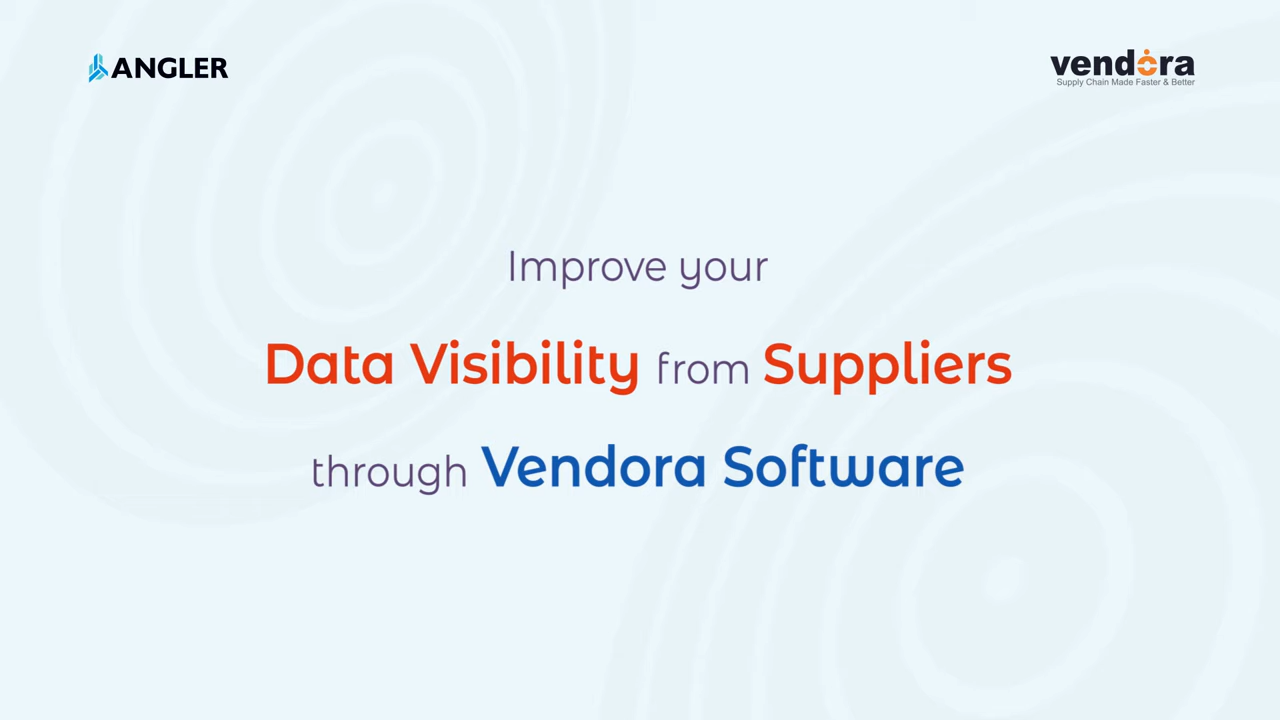 ANGLER
vendora
Supply Chain Made Faster & Better
Improve your
Data Visibility from Suppliers
through Vendora Software